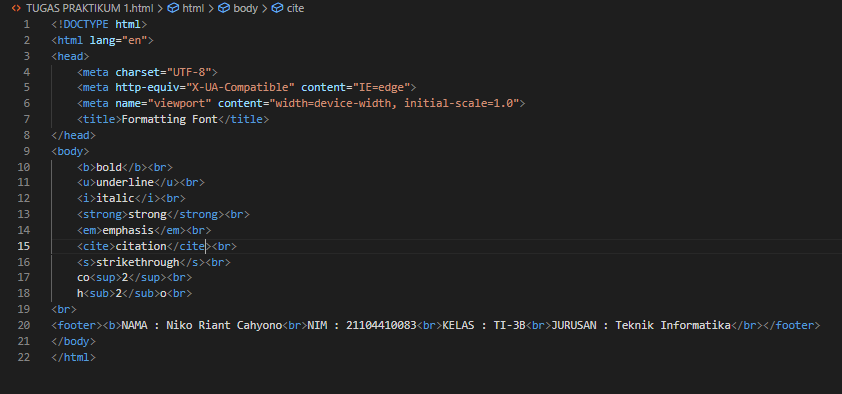 TUGAS PRAKTIKUM 1.html > html > body > cite
1 <!DOCTYPE html>
2 <html lang="en">
3 <head>
4 <meta charset="UTF-8">
5 <meta http-equiv="X-UA-Compatible" content="IE=edge">
6 <meta name="viewport" content="width=device-width, initial-scale=1.0">
7 <title>Formatting Font</title>
8 </head>
9 <body>
10 <b>bold</b><br>
11 <u>underline</u><br>
12 <i>italic</i><br>
13 <strong>strong</strong><br>
14 <em>emphasis</em><br>
15 <cite>citation</cite><br>
16 <s>strikethrough</s><br>
17 co<sup>2</sup><br>
18 h<sub>2</sub>o<br>
19 <br>
20 <footer><b>NAMA : Niko Riant Cahyono<br>NIM : 21104410083<br>KELAS : TI-3B<br>JURUSAN : Teknik Informatika</br></footer>
21 </body>
22 </html>